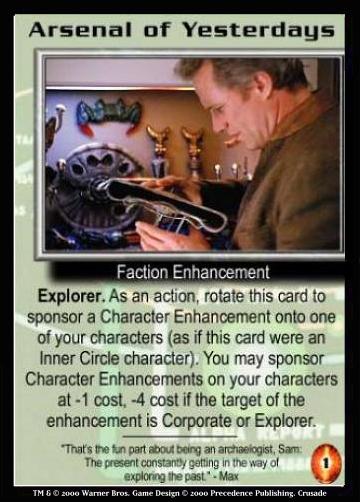 Arsenal of Yesterdays
Faction Enhancement
Explorer. As an action, rotate this card to
sponsor a Character Enhancement onto one
of your characters (as if this card were an
Inner Circle character). You may sponsor
Character Enhancements on your characters
at -1 cost, -4 cost if the target of the
enhancement is Corporate or Explorer.
"That's the fun part about being an archaeologist, Sam:
The present constantly getting in the way of
exploring the past." - Max
1
TM & © 2000 Warner Bros. Game Design © 2000 Precedence Publishing. Crusade